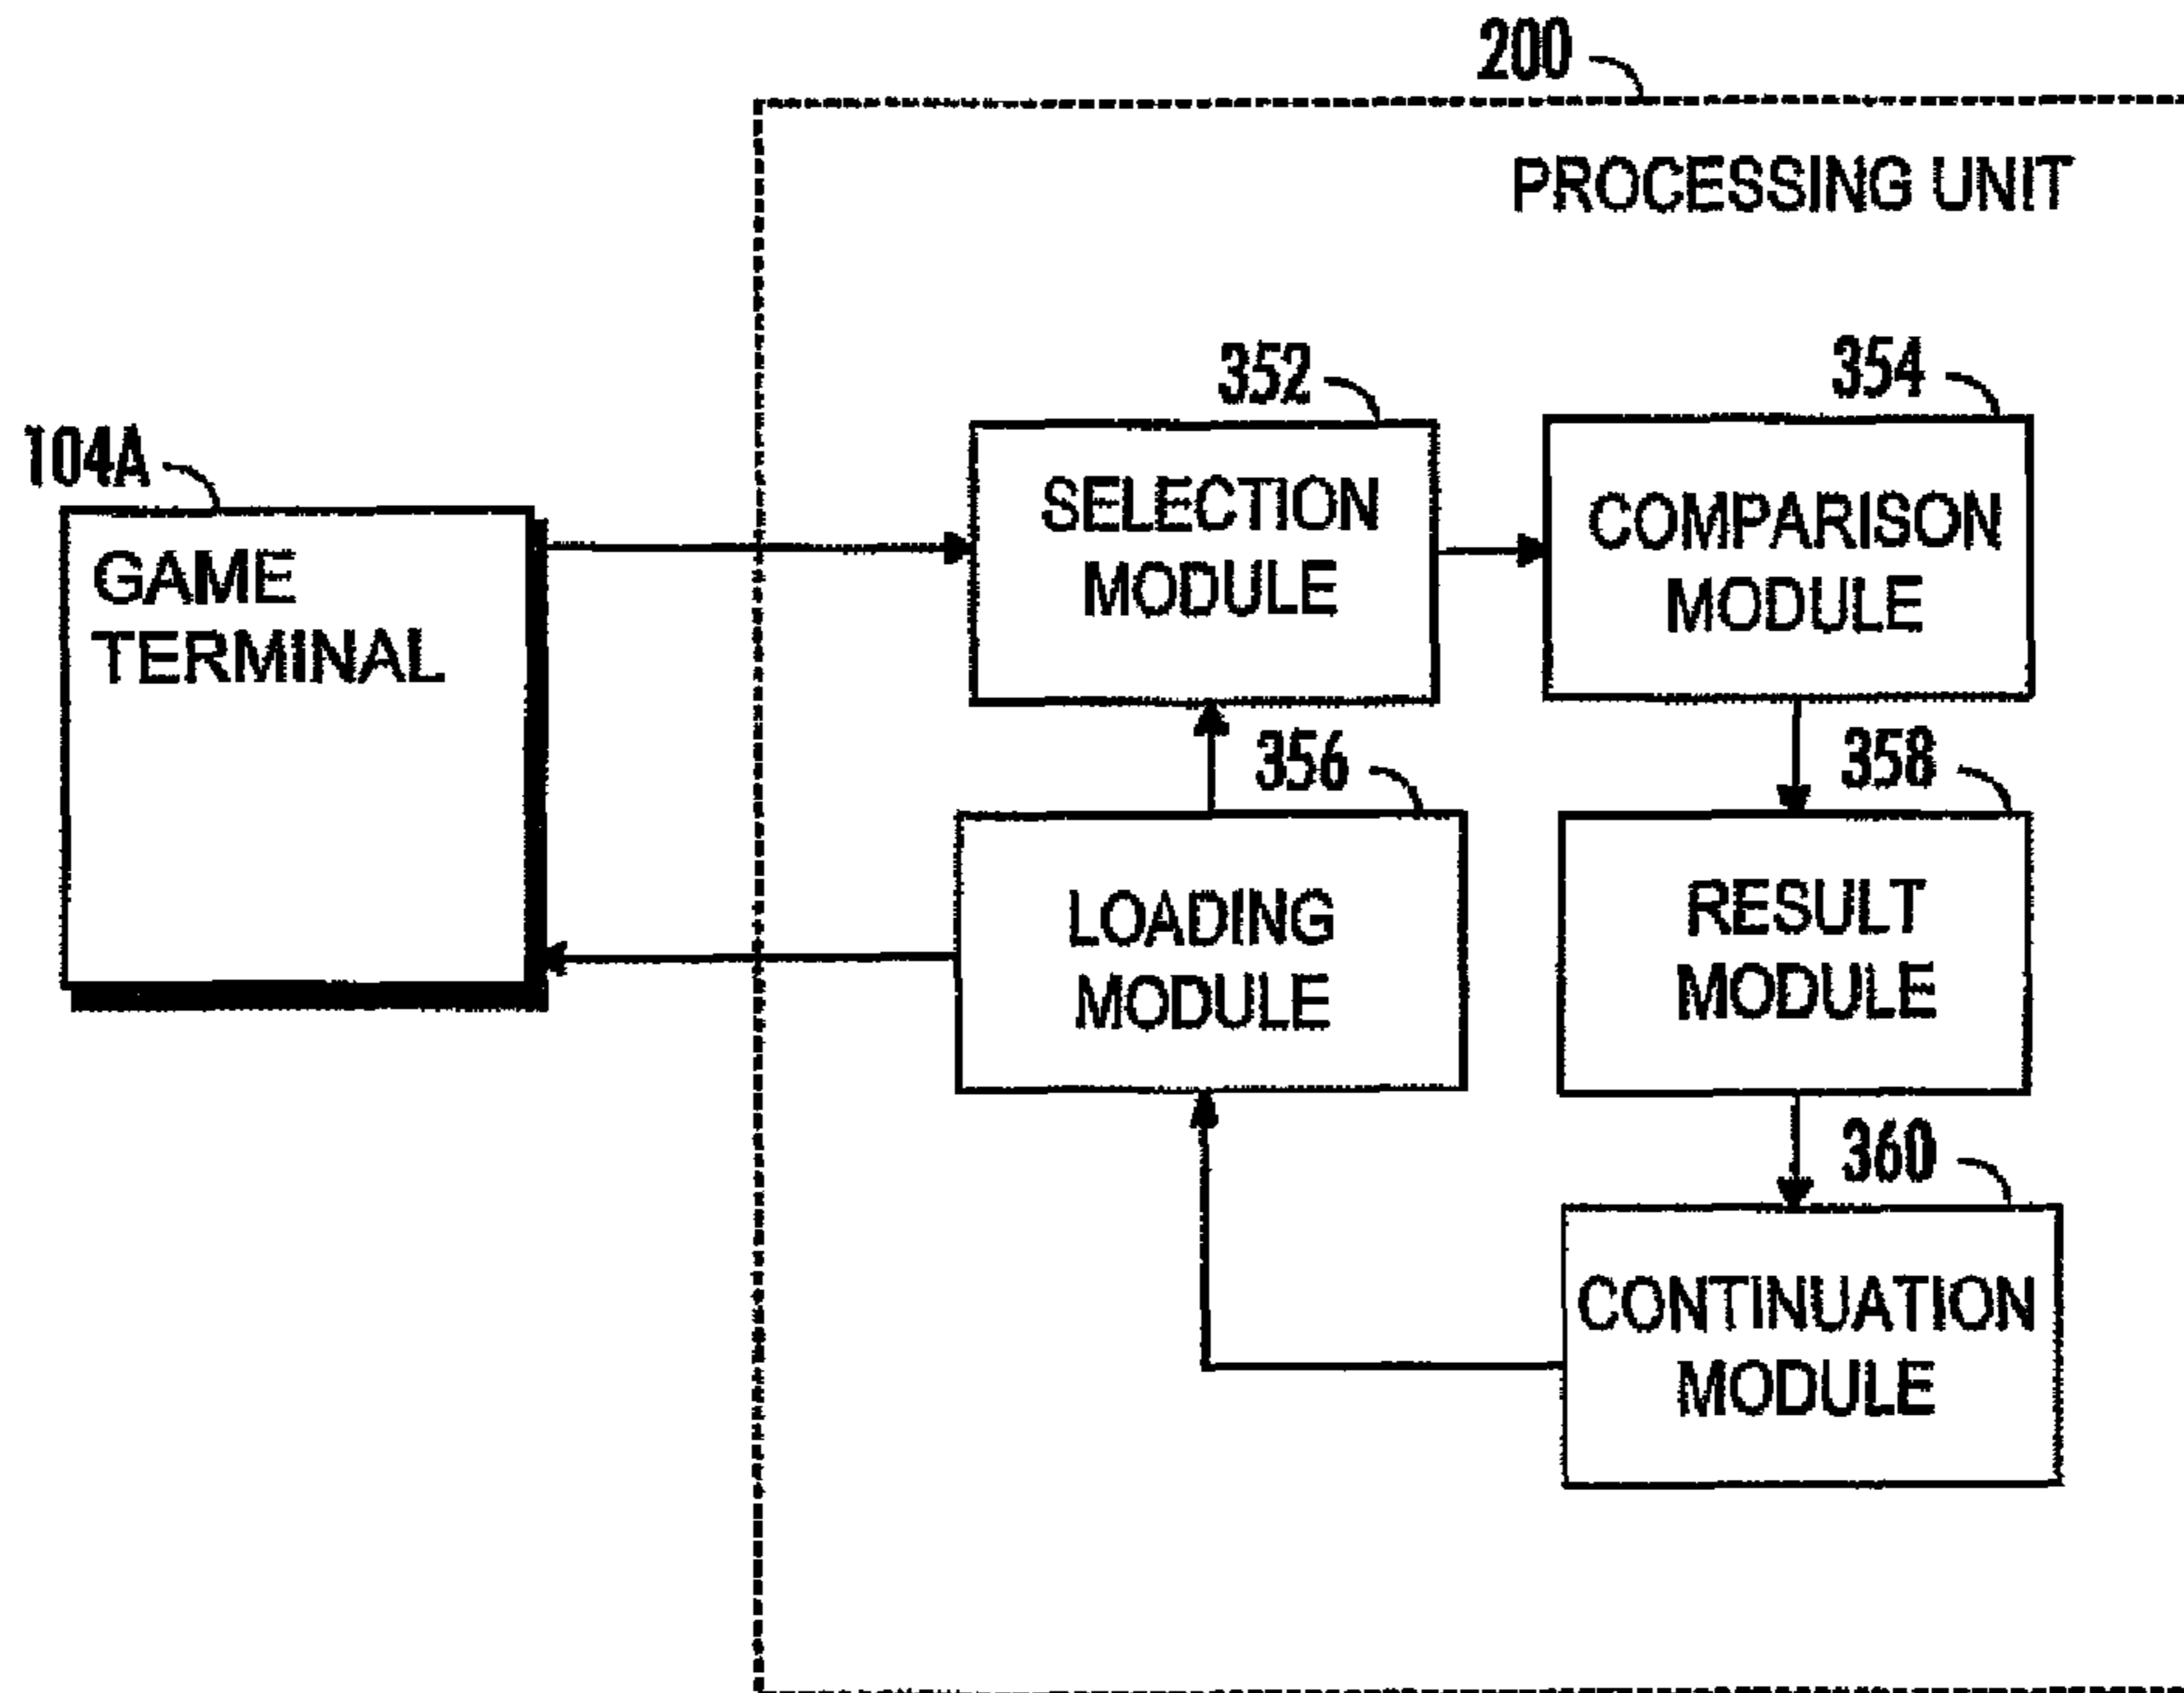 200
PROCESSING UNIT
352
354
104A
SELECTION
MODULE
COMPARISON
MODULE
GAME
TERMINAL
356
358
LOADING
MODULE
RESULT
MODULE
360
CONTINUATION
MODULE